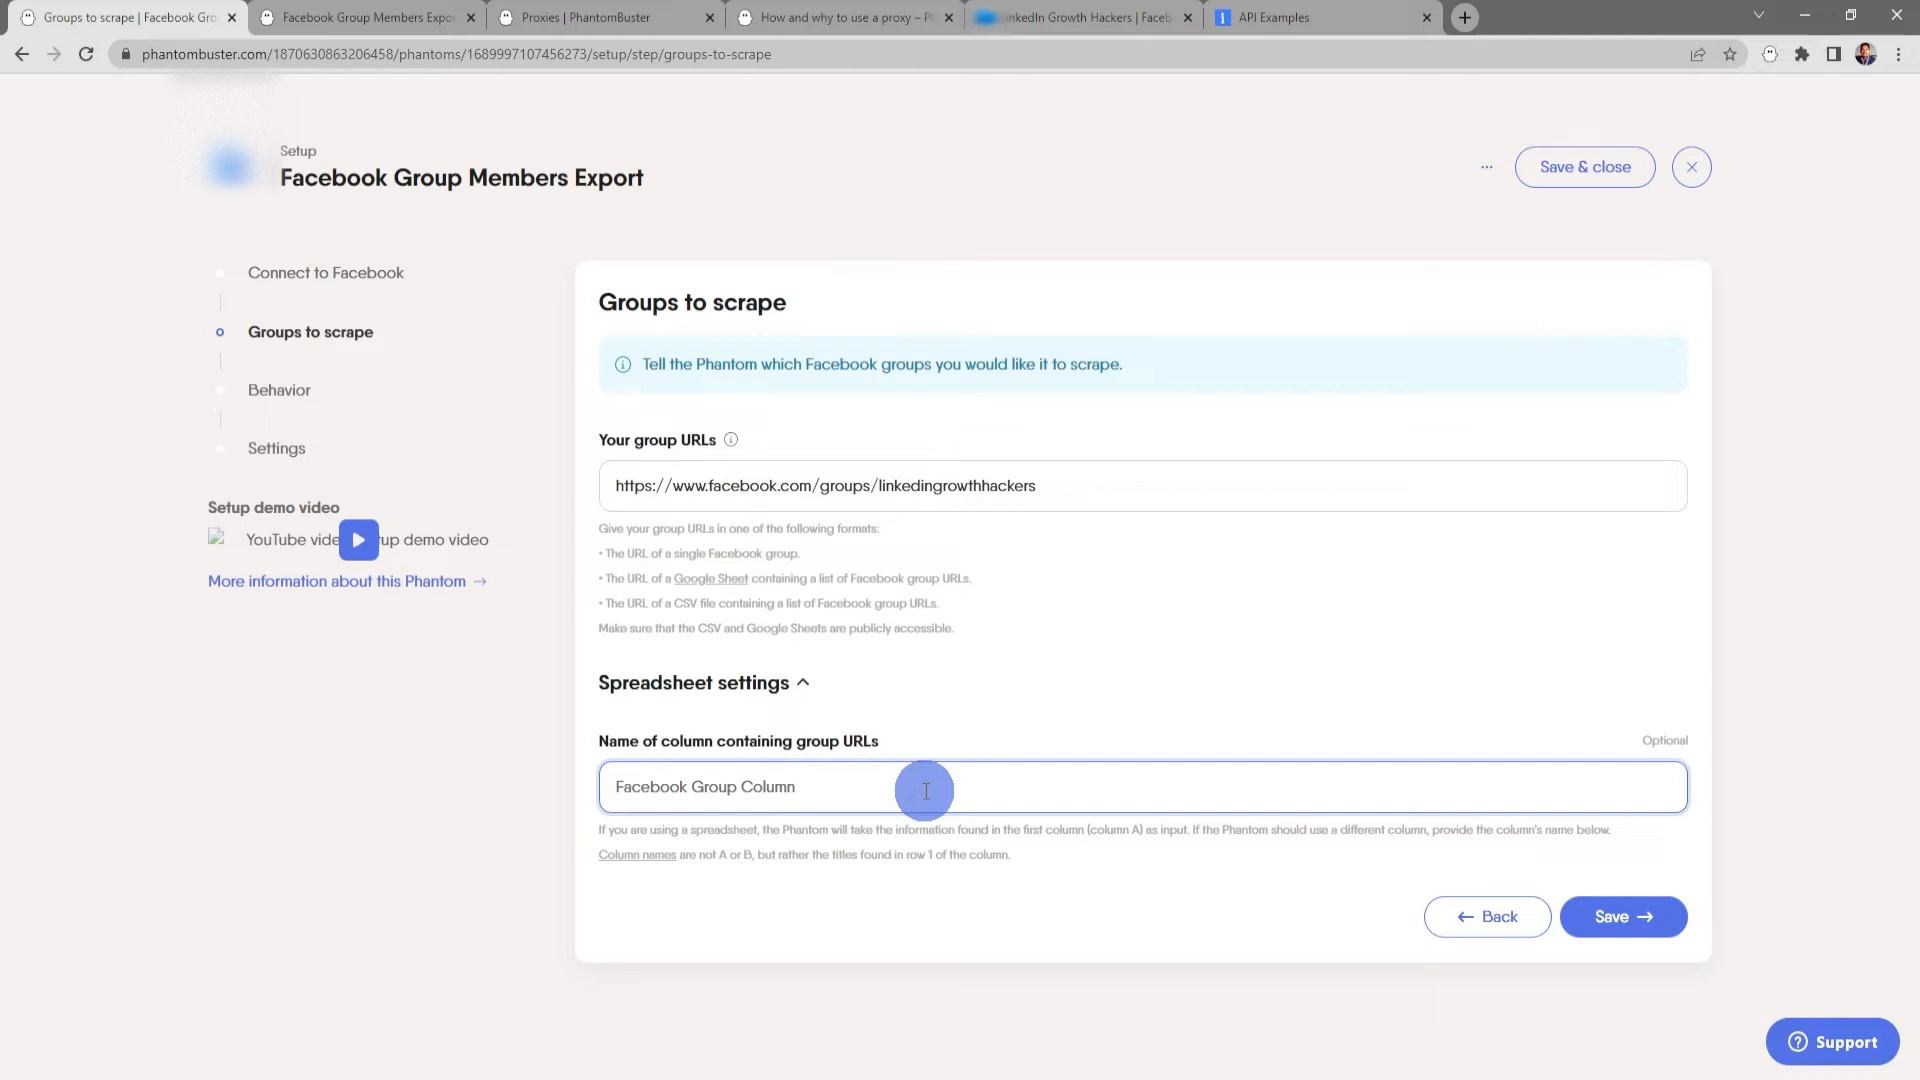 Groups to scrape | Facebook Gro
Facebook Group Members Expor
Proxies | PhantomBuster
How and why to use a proxy – P
inkedIn Growth Hackers | Faceb
API Examples
phantombuster.com/1870630863206458/phantoms/1689997107456273/setup/step/groups-to-scrape
Setup
Facebook Group Members Export
...
Save & close
Connect to Facebook
Groups to scrape
Behavior
Settings
Setup demo video
YouTube vide
up demo video
More information about this Phantom →
Groups to scrape
Tell the Phantom which Facebook groups you would like it to scrape.
Your group URLs
https://www.facebook.com/groups/linkedingrowthhackers
Give your group URLs in one of the following formats:
• The URL of a single Facebook group.
• The URL of a Google Sheet containing a list of Facebook group URLs.
• The URL of a CSV file containing a list of Facebook group URLs.
Make sure that the CSV and Google Sheets are publicly accessible.
Spreadsheet settings
Name of column containing group URLs
Optional
Facebook Group Column
If you are using a spreadsheet, the Phantom will take the information found in the first column (column A) as input. If the Phantom should use a different column, provide the column's name below.
Column names are not A or B, but rather the titles found in row 1 of the column.
← Back
Save →
Support